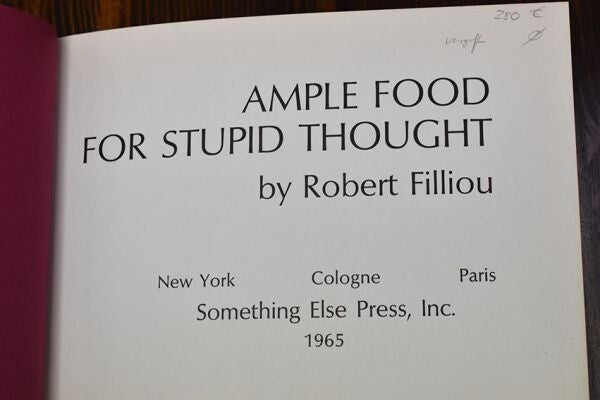 280 €
AMPLE FOOD
FOR STUPID THOUGHT
by Robert Filliou
New York Cologne Paris
Something Else Press, Inc.
1965